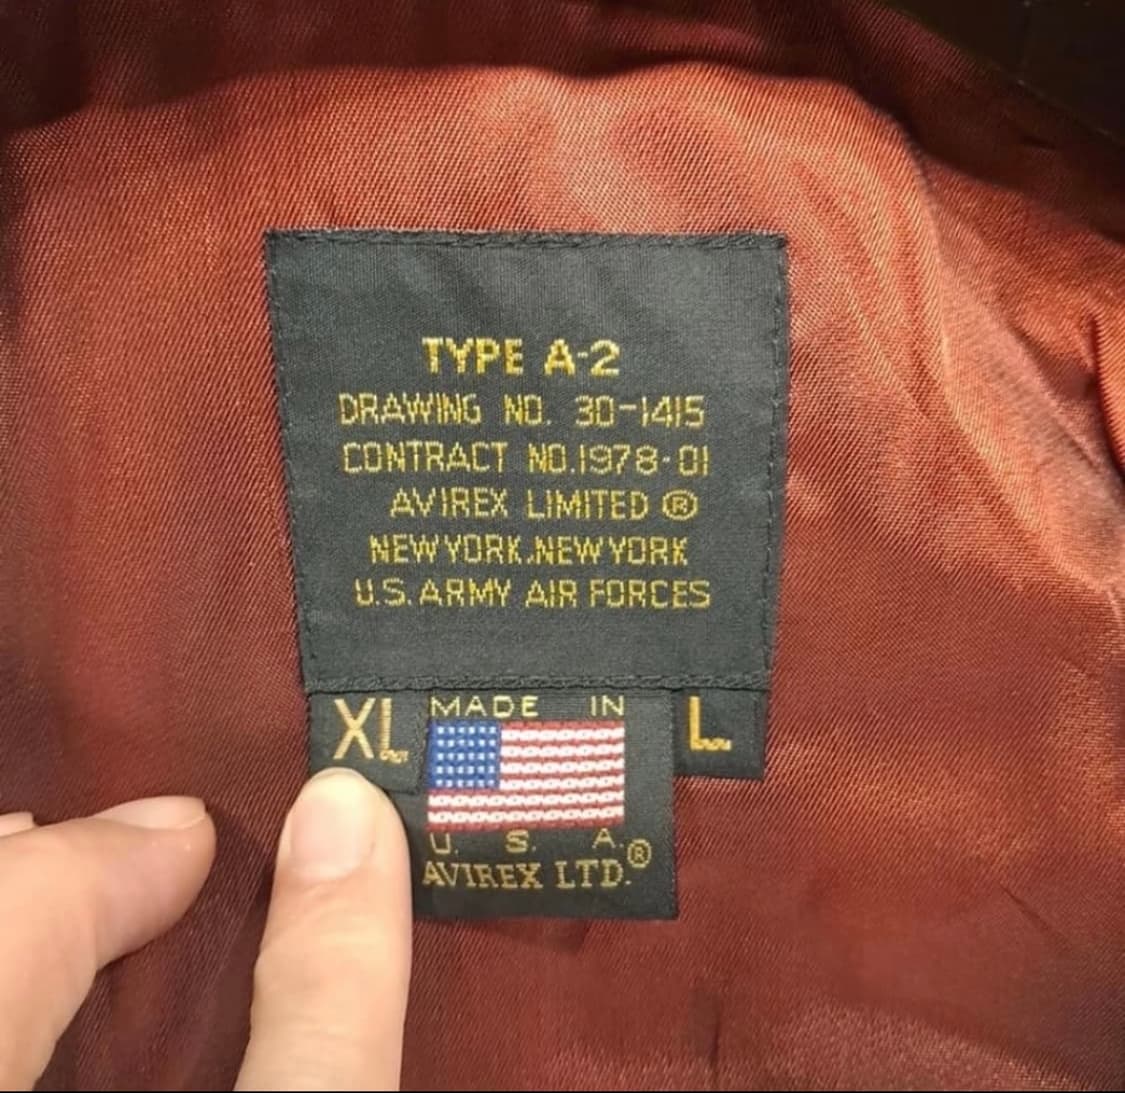 TYPE A-2
DRAWING NO. 30-1415
CONTRACT NO.1978-01
AVIREX LIMITED ®
NEW YORK.NEW YORK
U.S. ARMY AIR FORCES
XL MADE IN L
U. S. A.
AVIREX LTD.®